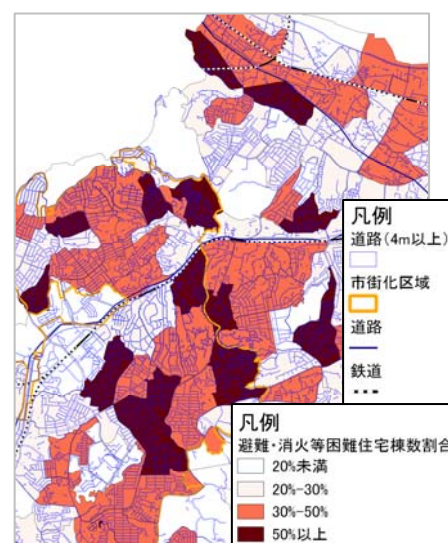 凡例
道路(4m以上)
市街化区域
道路
鉄道
凡例
避難・消火等困難住宅棟数割合
20%未満
20%-30%
30%-50%
50%以上